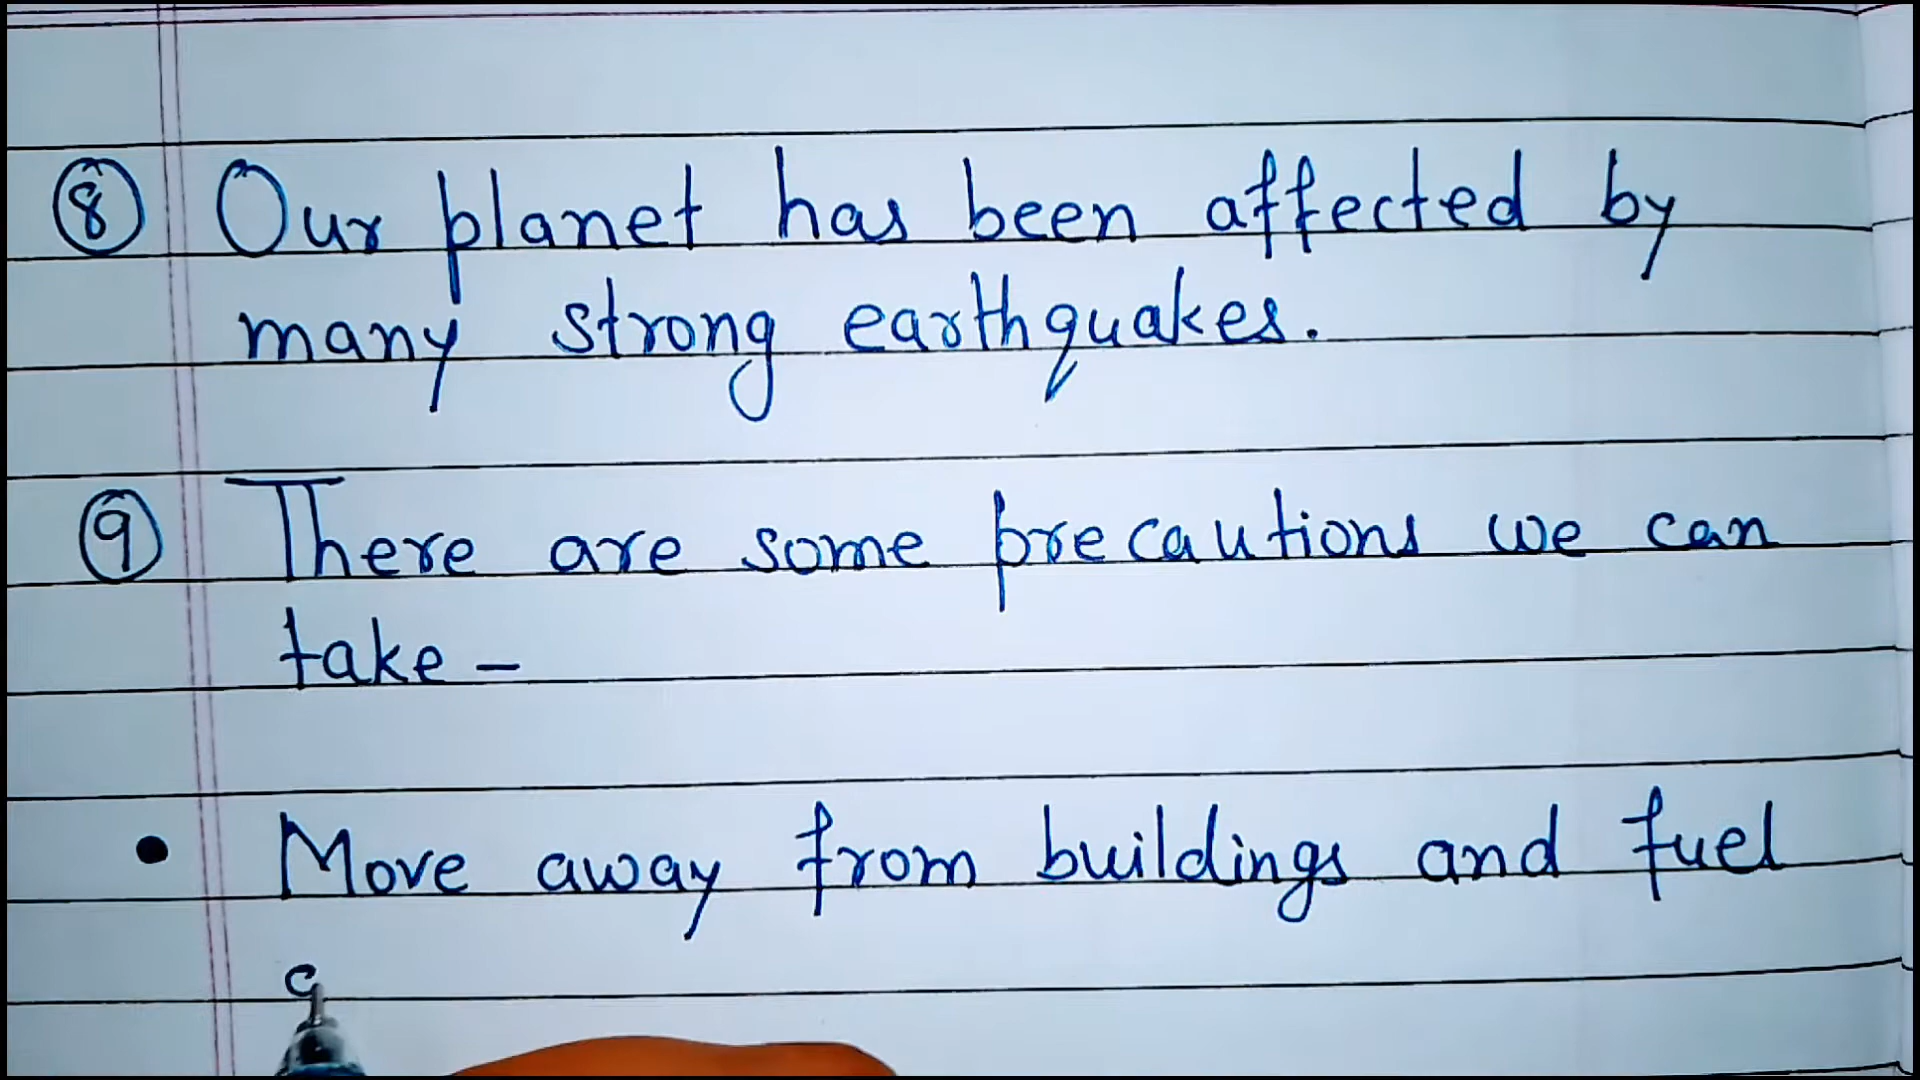 8 Our planet has been affected by
many strong earthquakes.
9 There are some precautions we can
take -
• Move away from buildings and fuel